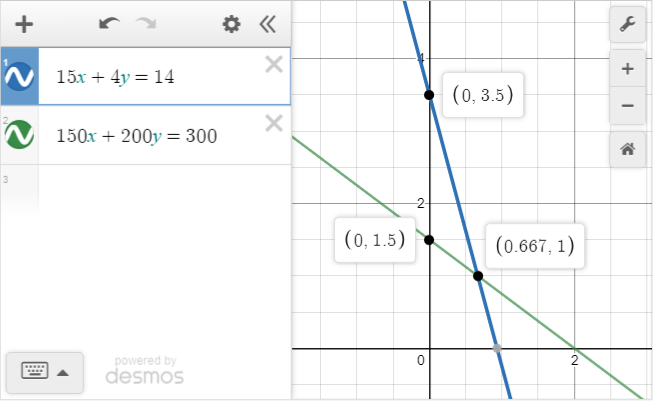 1
15x + 4y = 14
2
150x + 200y = 300
3
powered by
desmos
4
(0, 3.5)
2
(0, 1.5)
(0.667, 1)
0
2